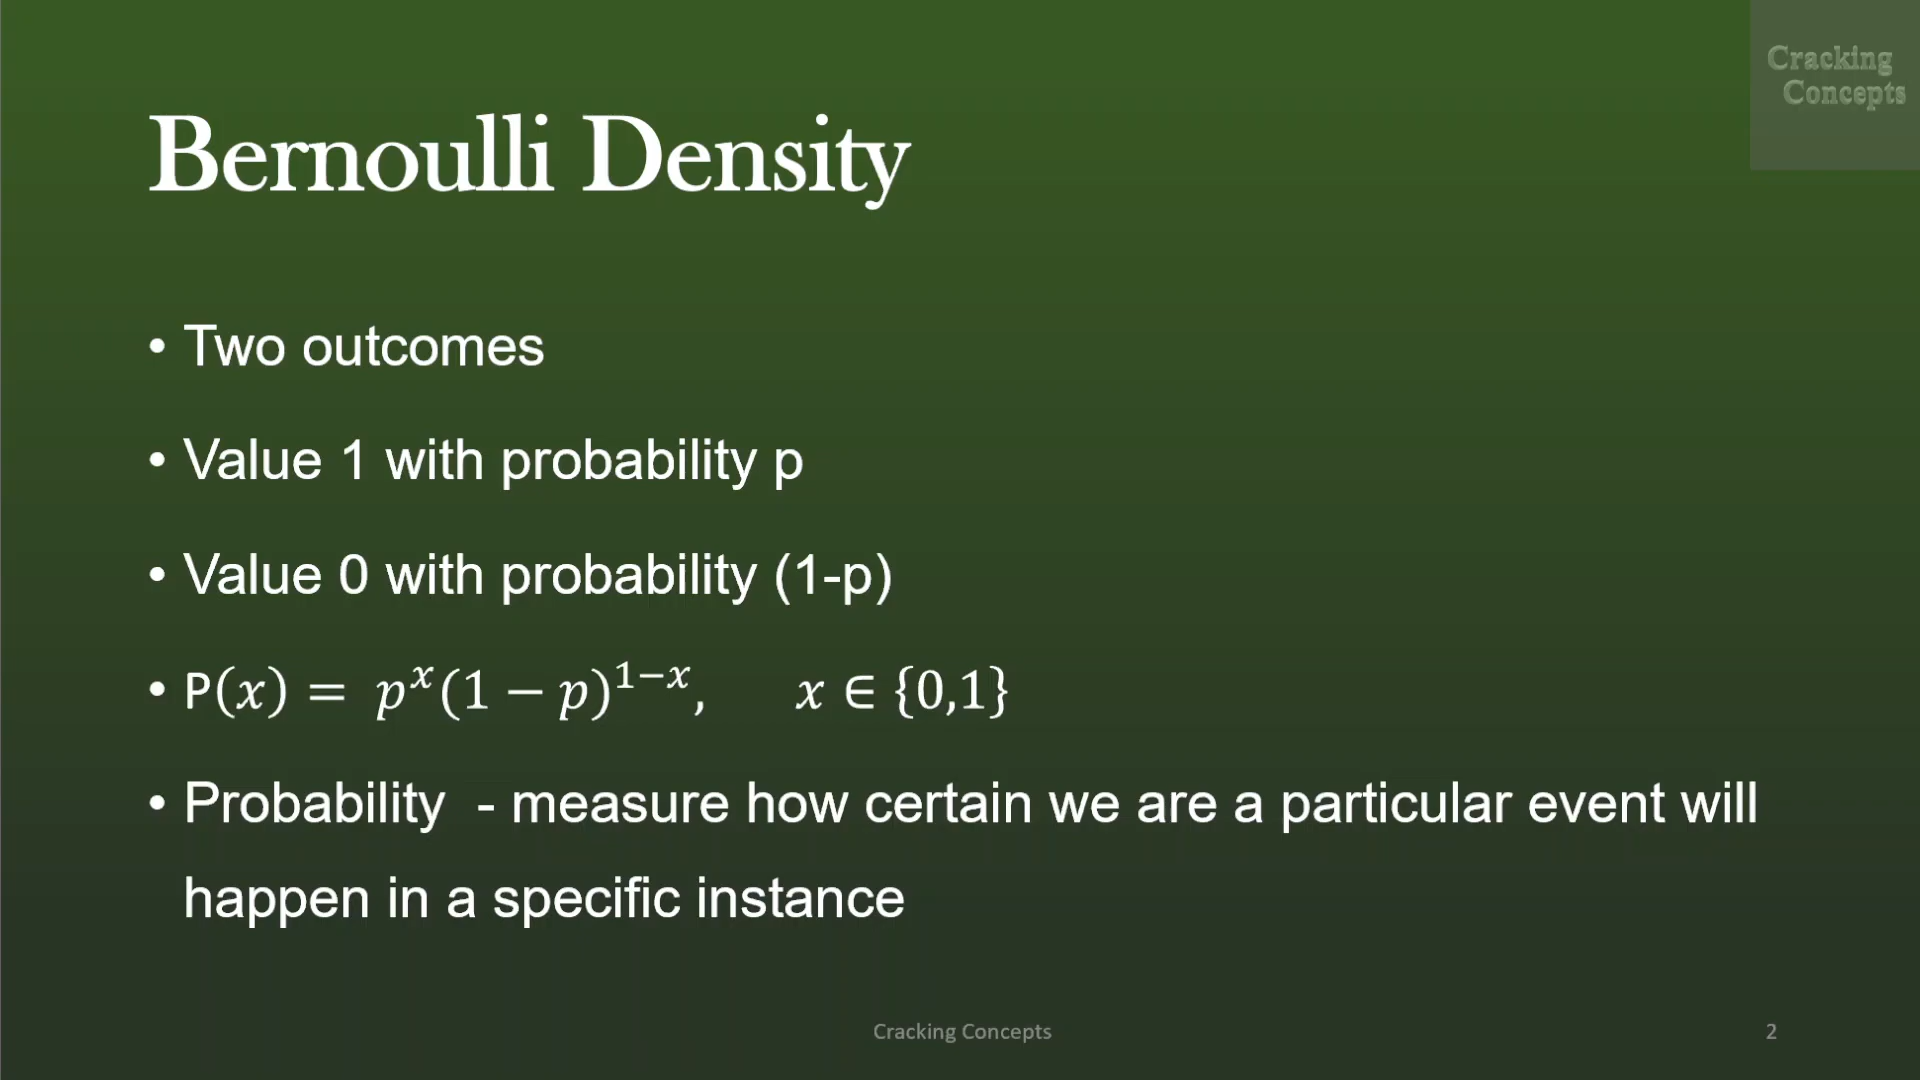 Cracking
Concepts
Bernoulli Density
• Two outcomes
• Value 1 with probability p
• Value 0 with probability (1-p)
• P(x) = pˣ(1 − p)¹⁻ˣ, x ∈ {0,1}
• Probability - measure how certain we are a particular event will
happen in a specific instance
Cracking Concepts
2